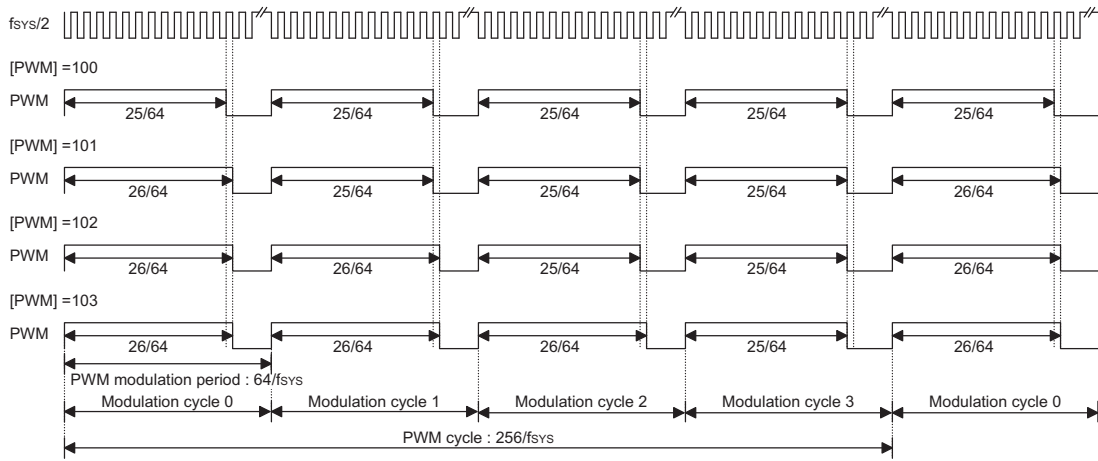 fSYS/2
[PWM] =100
PWM
25/64 25/64 25/64 25/64 25/64
[PWM] =101
PWM
26/64 25/64 25/64 25/64 26/64
[PWM] =102
PWM
26/64 26/64 25/64 25/64 26/64
[PWM] =103
PWM
26/64 26/64 26/64 25/64 26/64
PWM modulation period : 64/fSYS
Modulation cycle 0 Modulation cycle 1 Modulation cycle 2 Modulation cycle 3 Modulation cycle 0
PWM cycle : 256/fSYS